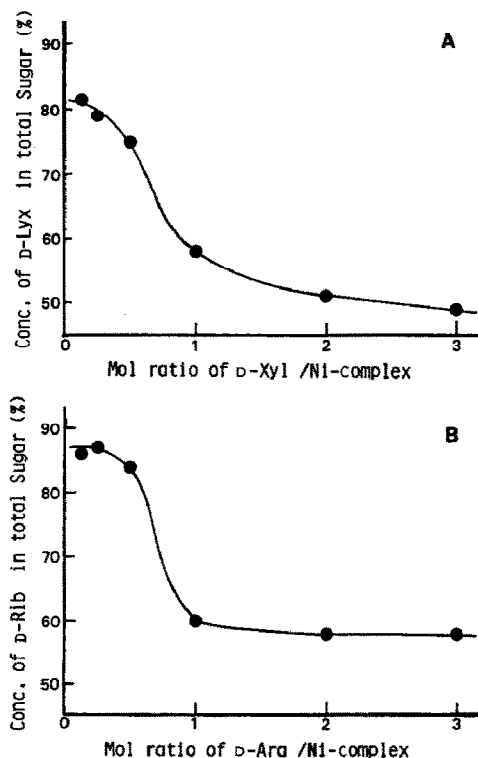 A
Conc. of D-Lyx in total Sugar (%)
90
80
70
60
50
0 1 2 3
Mol ratio of D-Xyl /Ni-complex
B
Conc. of D-Rib in total Sugar (%)
90
80
70
60
50
0 1 2 3
Mol ratio of D-Ara /Ni-complex